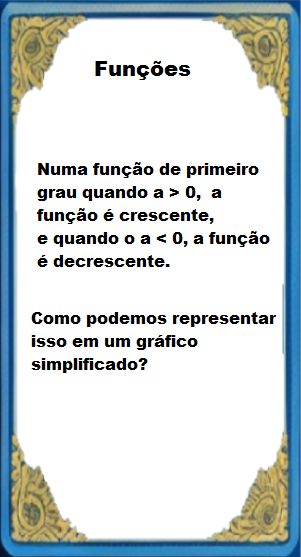 Funções
Numa função de primeiro
grau quando a > 0, a
função é crescente,
e quando o a < 0, a função
é decrescente.
Como podemos representar
isso em um gráfico
simplificado?